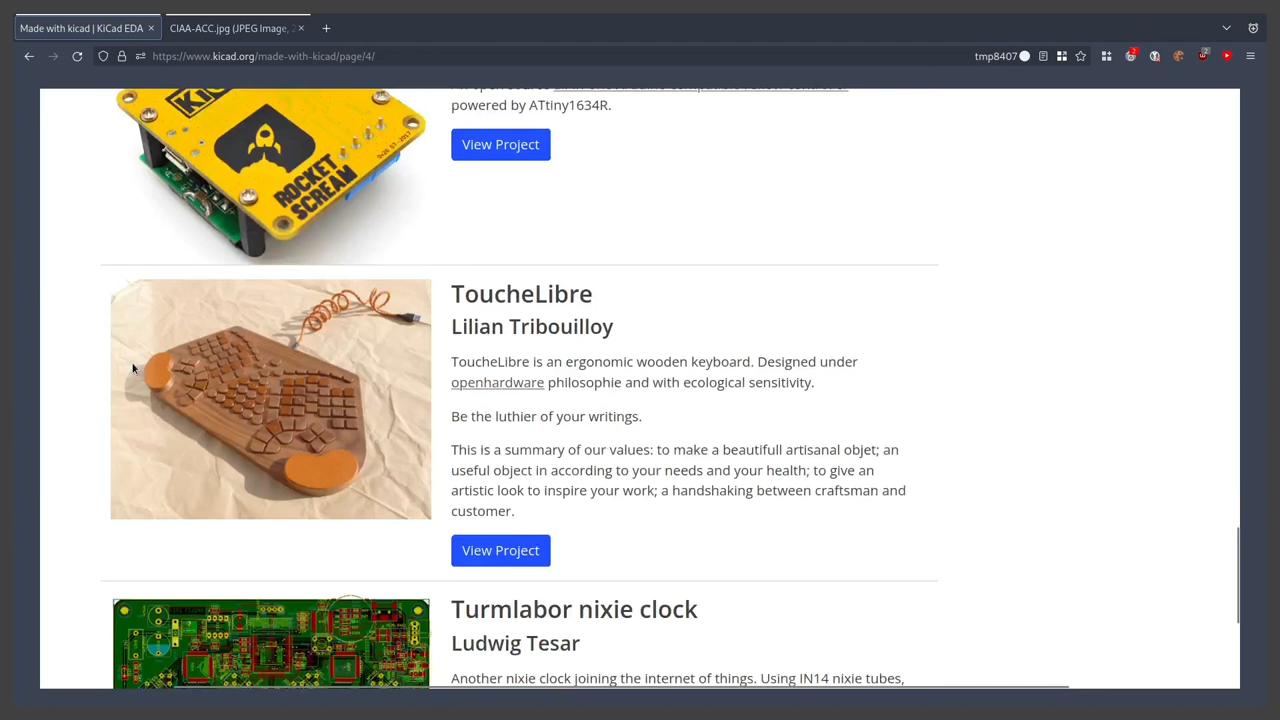 Made with kicad | KiCad EDA
CIAA-ACC.jpg (JPEG Image, 2
https://www.kicad.org/made-with-kicad/page/4/
tmp8407
2
2
powered by ATtiny1634R.
View Project
KiC
ROCKET
SCREAM
ToucheLibre
Lilian Tribouilloy
ToucheLibre is an ergonomic wooden keyboard. Designed under
openhardware philosophie and with ecological sensitivity.
Be the luthier of your writings.
This is a summary of our values: to make a beautifull artisanal objet; an
useful object in according to your needs and your health; to give an
artistic look to inspire your work; a handshaking between craftsman and
customer.
View Project
Turmlabor nixie clock
Ludwig Tesar
Another nixie clock joining the internet of things. Using IN14 nixie tubes,